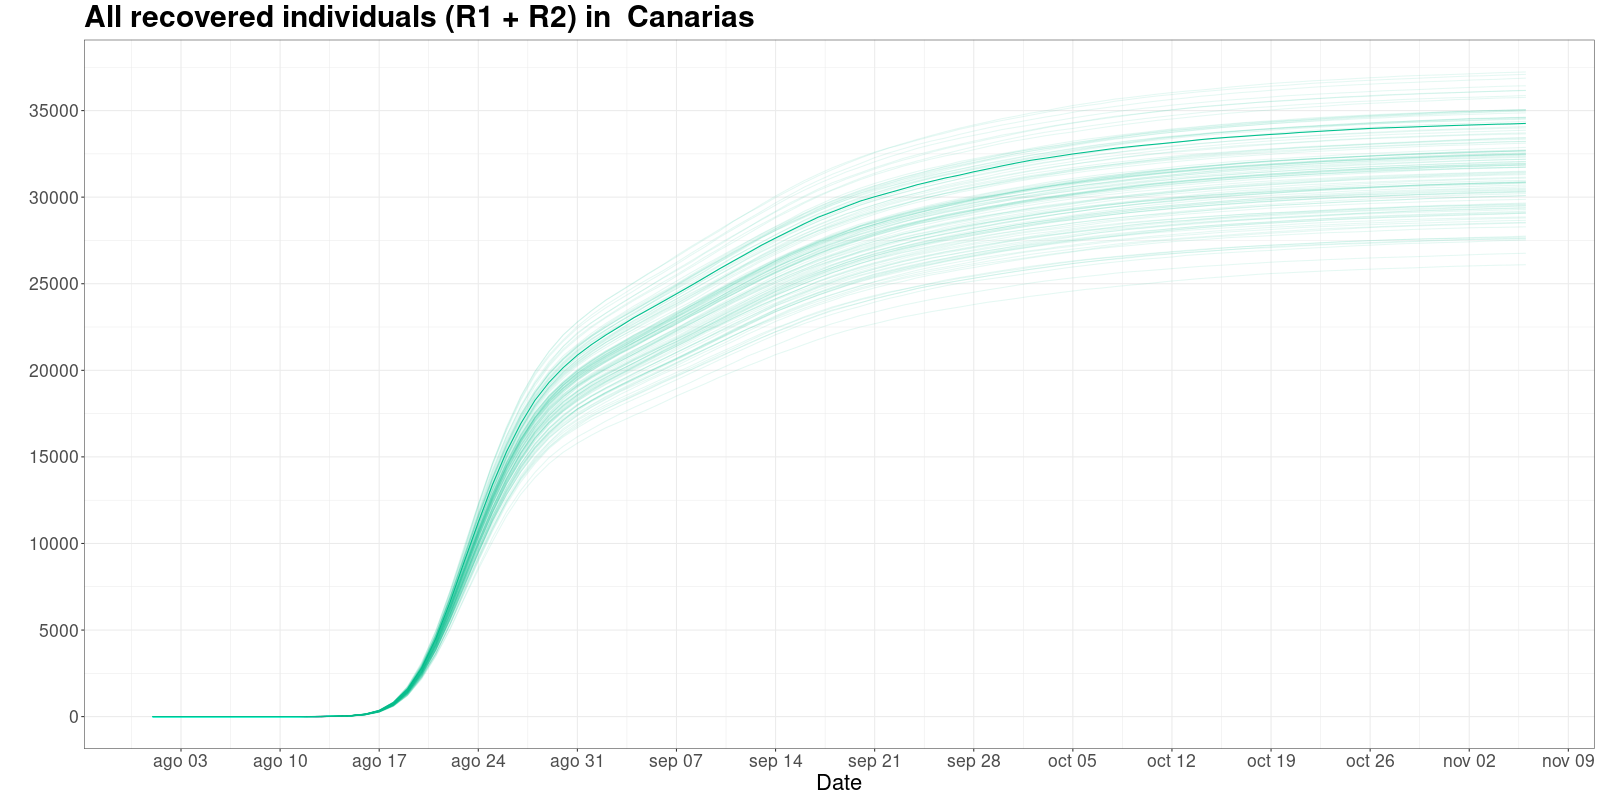 All recovered individuals (R1 + R2) in  Canarias
35000
30000
25000
20000
15000
10000
5000
0
ago 03 ago 10 ago 17 ago 24 ago 31 sep 07 sep 14 sep 21 sep 28 oct 05 oct 12 oct 19 oct 26 nov 02 nov 09
Date